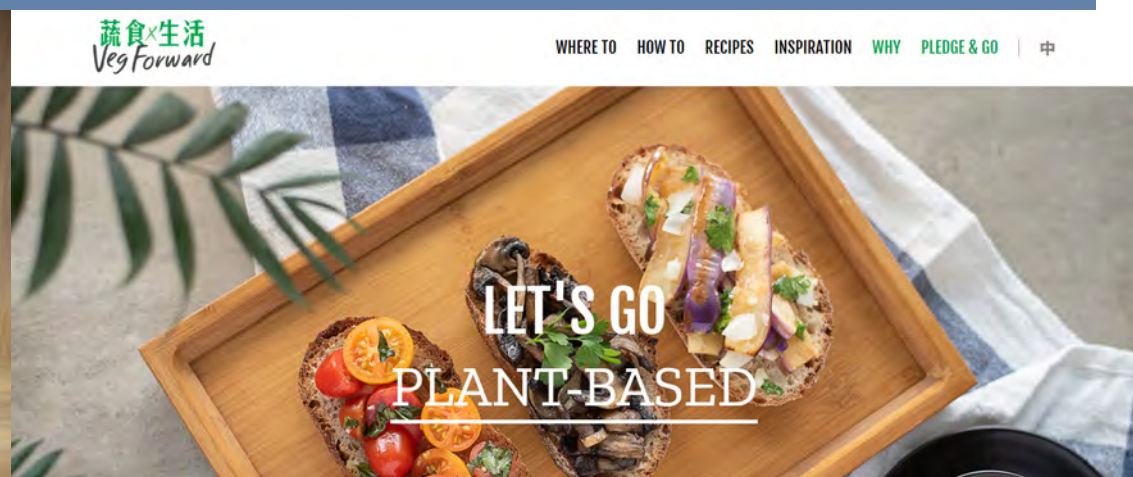 蔬食×生活
Veg Forward
WHERE TO HOW TO RECIPES INSPIRATION WHY PLEDGE & GO | 中
LET'S GO
PLANT-BASED